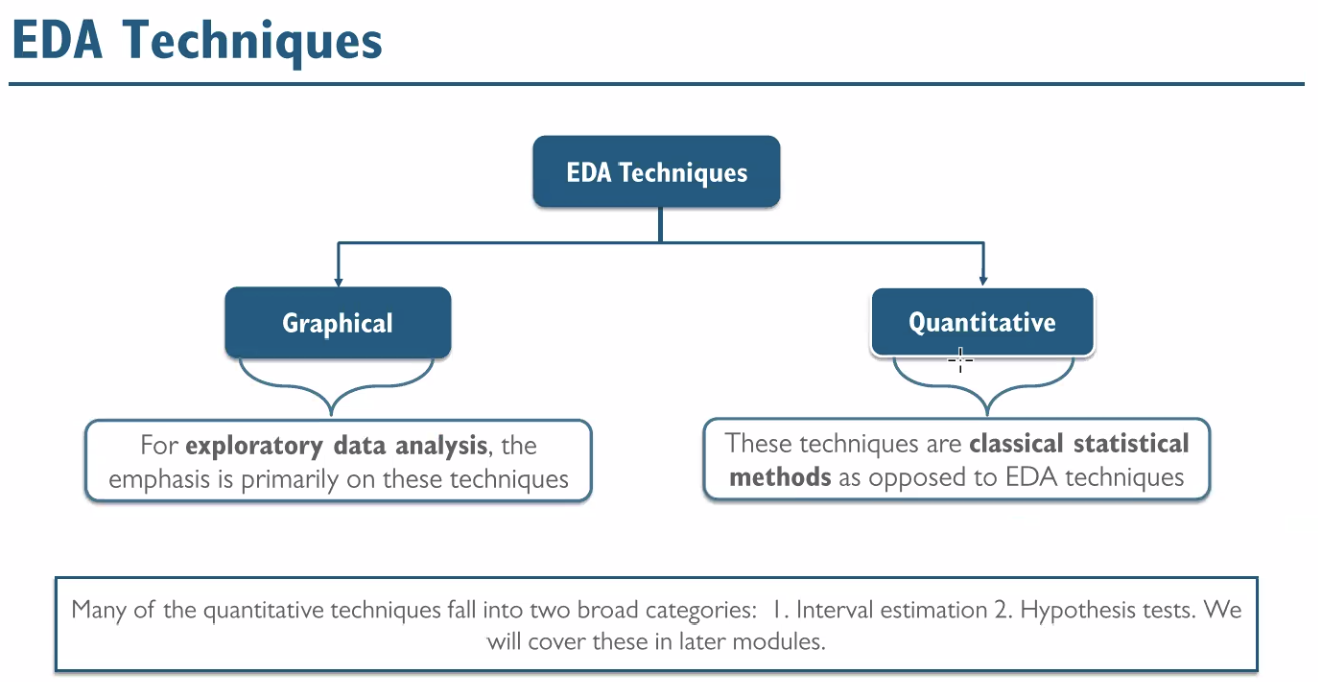 EDA Techniques
EDA Techniques
Graphical
Quantitative
For exploratory data analysis, the
emphasis is primarily on these techniques
These techniques are classical statistical
methods as opposed to EDA techniques
Many of the quantitative techniques fall into two broad categories: 1. Interval estimation 2. Hypothesis tests. We
will cover these in later modules.